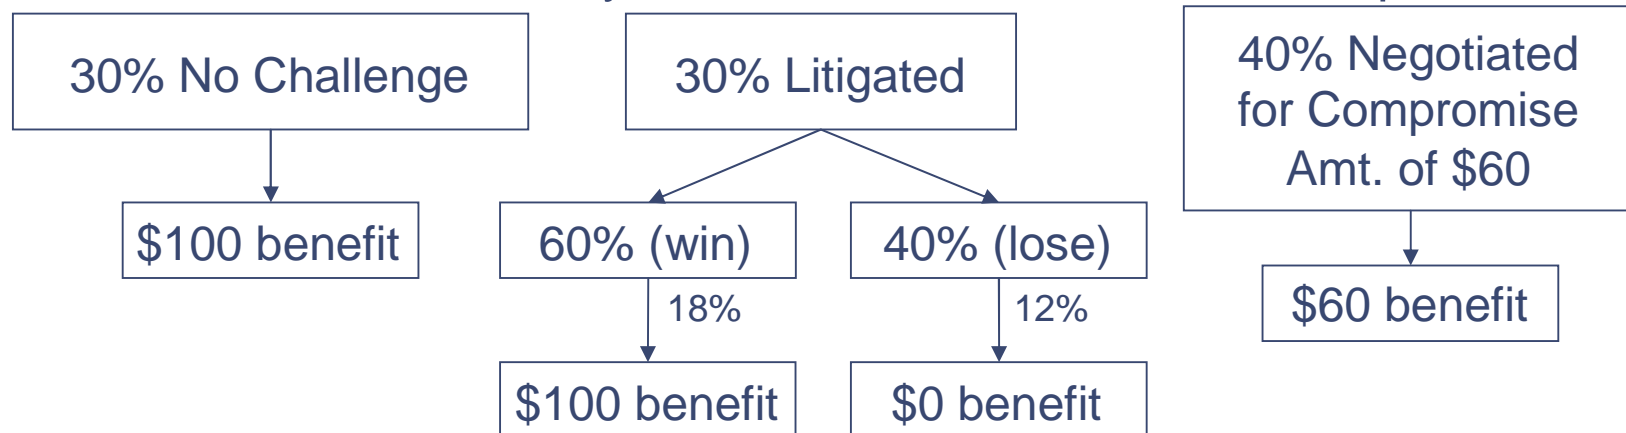 30% No Challenge
30% Litigated
40% Negotiated
for Compromise
Amt. of $60
$100 benefit
60% (win)
40% (lose)
$60 benefit
18%
12%
$100 benefit
$0 benefit